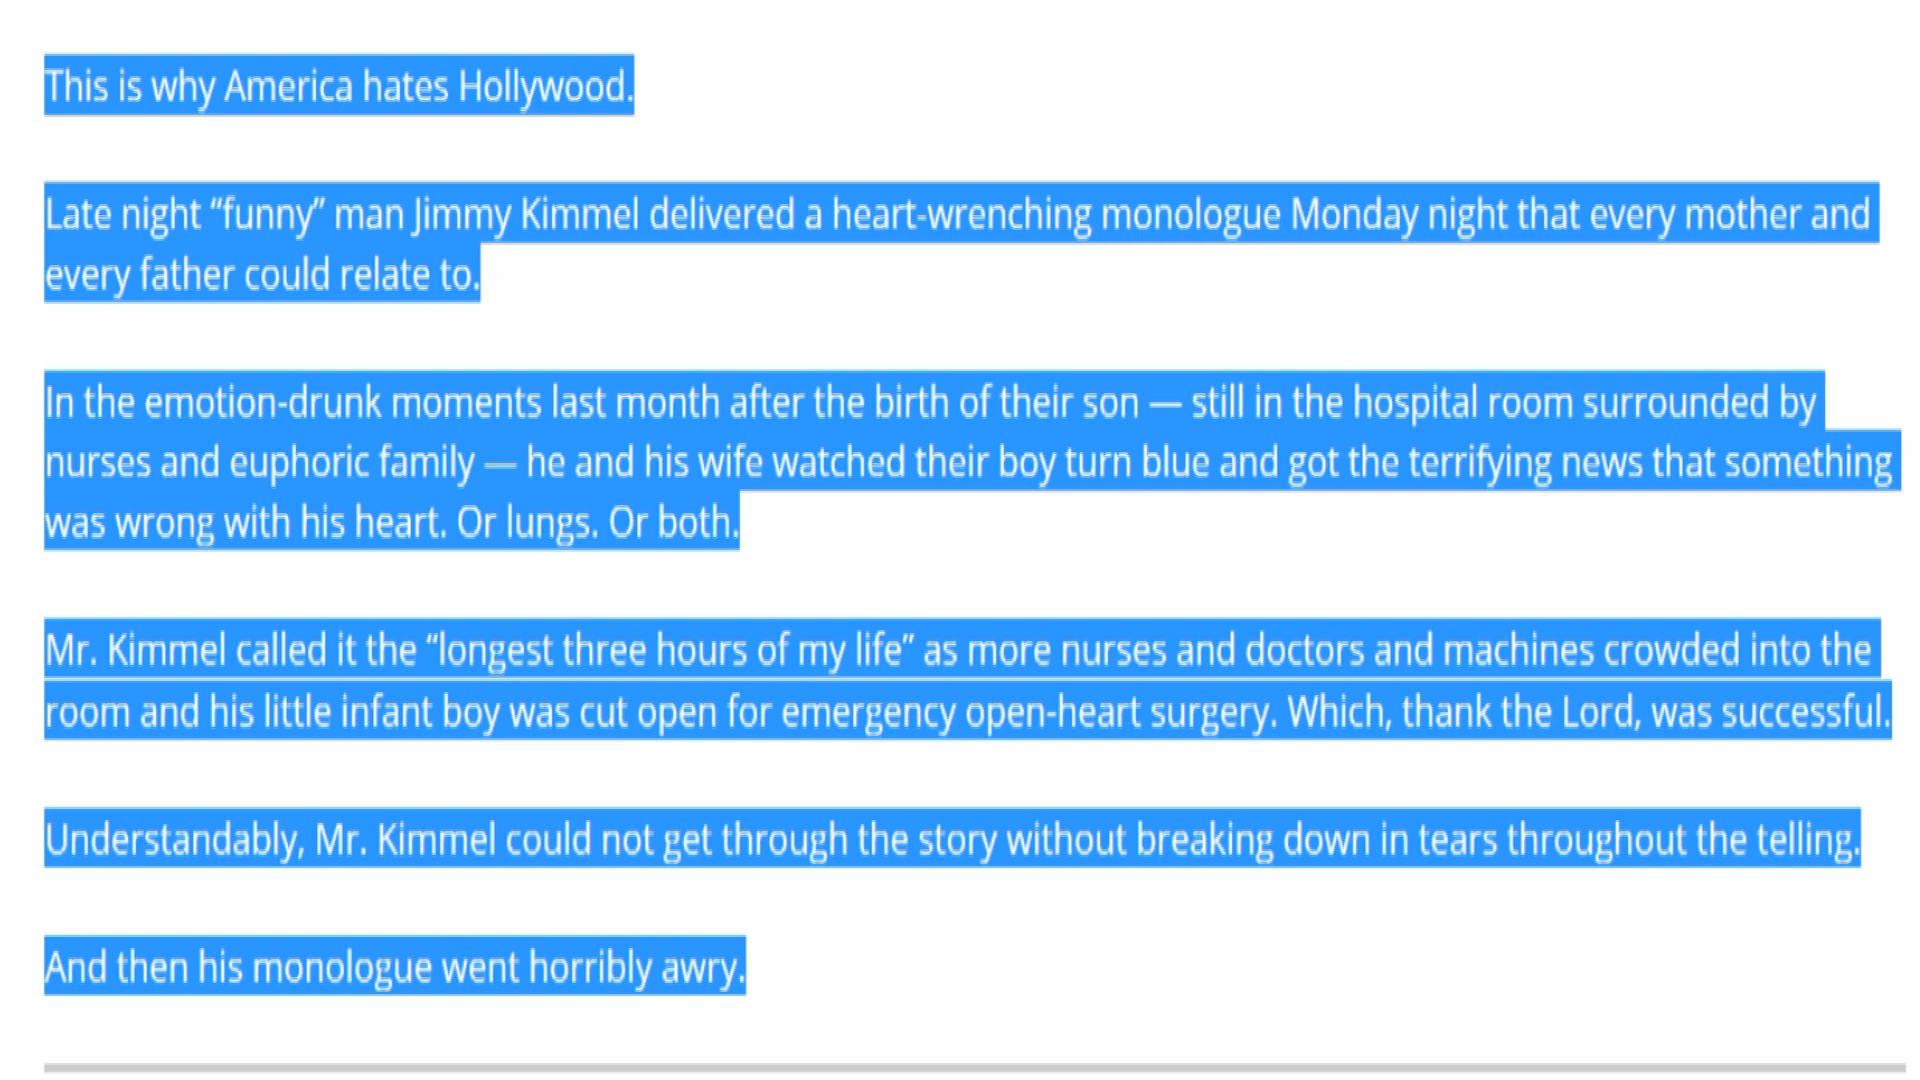 This is why America hates Hollywood.
Late night “funny” man Jimmy Kimmel delivered a heart-wrenching monologue Monday night that every mother and
every father could relate to.
In the emotion-drunk moments last month after the birth of their son — still in the hospital room surrounded by
nurses and euphoric family — he and his wife watched their boy turn blue and got the terrifying news that something
was wrong with his heart. Or lungs. Or both.
Mr. Kimmel called it the “longest three hours of my life” as more nurses and doctors and machines crowded into the
room and his little infant boy was cut open for emergency open-heart surgery. Which, thank the Lord, was successful.
Understandably, Mr. Kimmel could not get through the story without breaking down in tears throughout the telling.
And then his monologue went horribly awry.